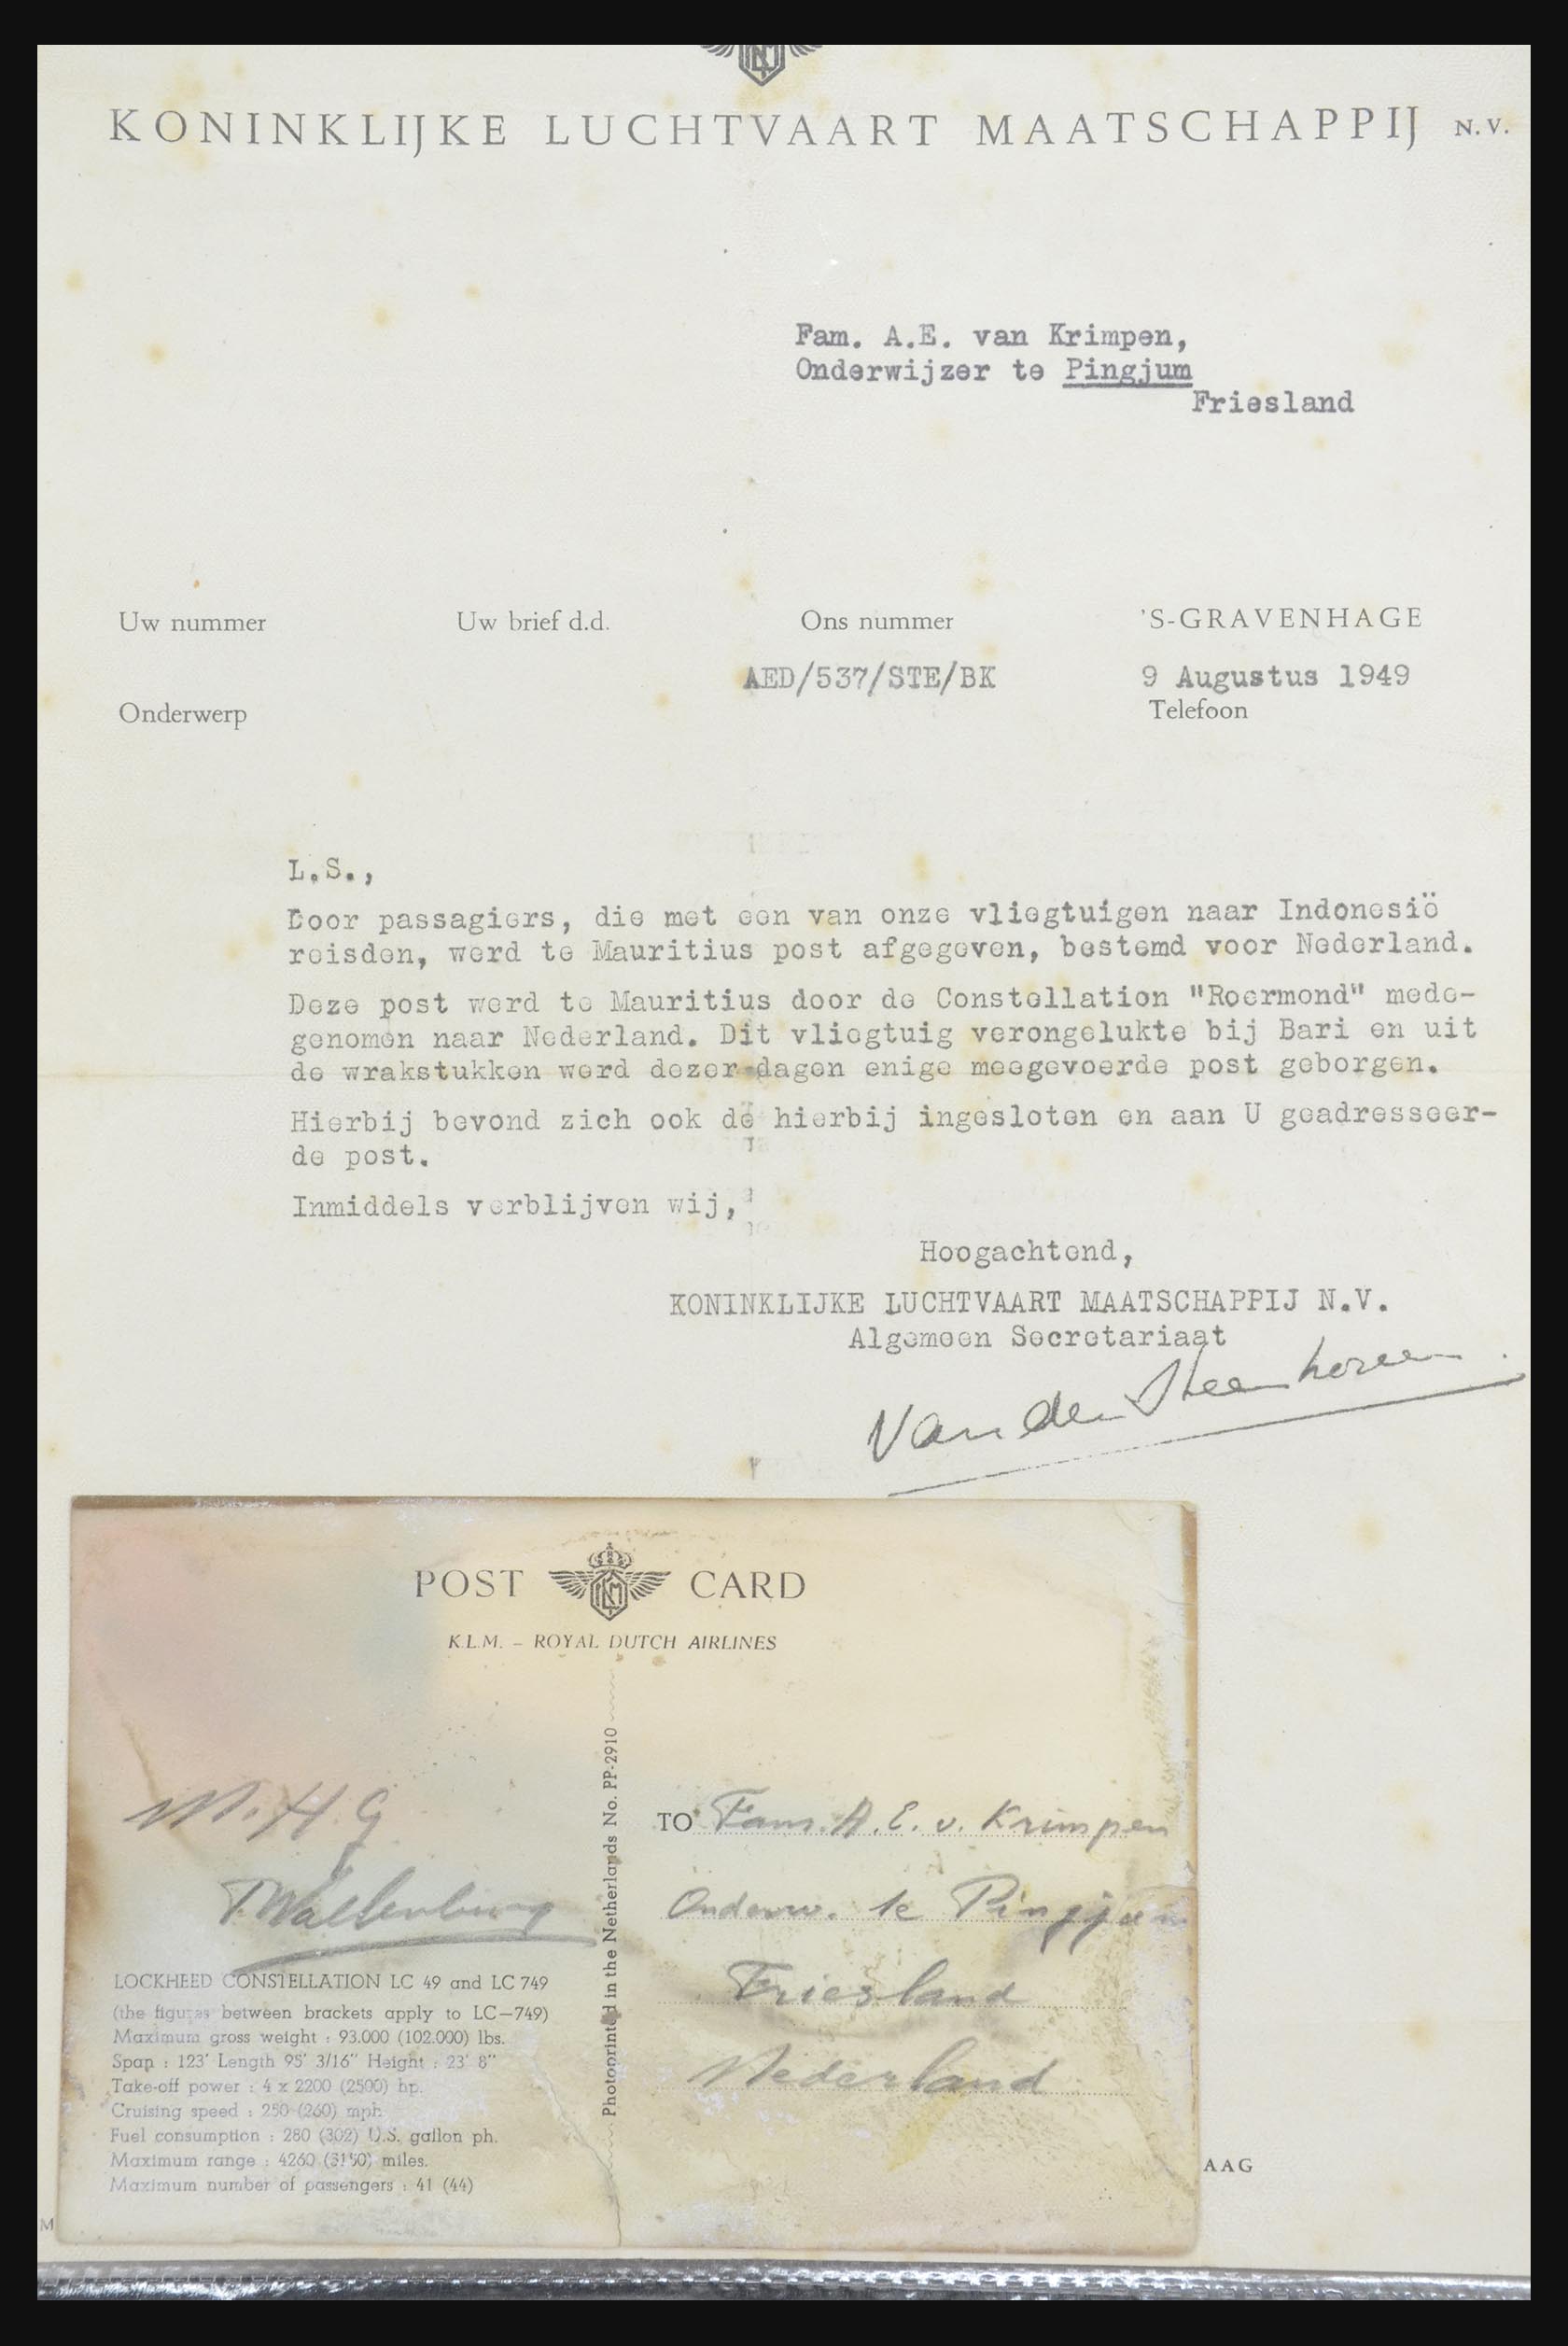 KONINKLIJKE LUCHTVAART MAATSCHAPPIJ N.V.
Fam. A.E. van Krimpen,
Onderwijzer te Pingjum
Friesland
Uw nummer Uw brief d.d. Ons nummer 'S-GRAVENHAGE
AED/537/STE/BK 9 Augustus 1949
Onderwerp Telefoon
L.S.,
Door passagiers, die met een van onze vliegtuigen naar Indonesië
reisden, werd te Mauritius post afgegeven, bestemd voor Nederland.
Deze post werd te Mauritius door de Constellation "Roermond" mede-
genomen naar Nederland. Dit vliegtuig verongelukte bij Bari en uit
de wrakstukken werd dezer dagen enige meegevoerde post geborgen.
Hierbij bevond zich ook de hierbij ingesloten en aan U geadresseer-
de post.
Inmiddels verblijven wij,
Hoogachtend,
KONINKLIJKE LUCHTVAART MAATSCHAPPIJ N.V.
Algemeen Secretariaat
Van der Steenhoven
POST KLM CARD
K.L.M. – ROYAL DUTCH AIRLINES
M.H.G
T. Wallenburg
LOCKHEED CONSTELLATION LC 49 and LC 749
(the figures between brackets apply to LC–749)
Maximum gross weight : 93.000 (102.000) lbs.
Span : 123' Length 95' 3/16" Height : 23' 8"
Take-off power : 4 x 2200 (2500) hp.
Cruising speed : 250 (260) mph
Fuel consumption : 280 (302) U.S. gallon ph.
Maximum range : 4260 (3150) miles.
Maximum number of passengers : 41 (44)
Photoprinted in the Netherlands No. PP-2910
TO Fam. A.E. v. Krimpen
Onderw. te Pingjum
Friesland
Nederland
AAG
M